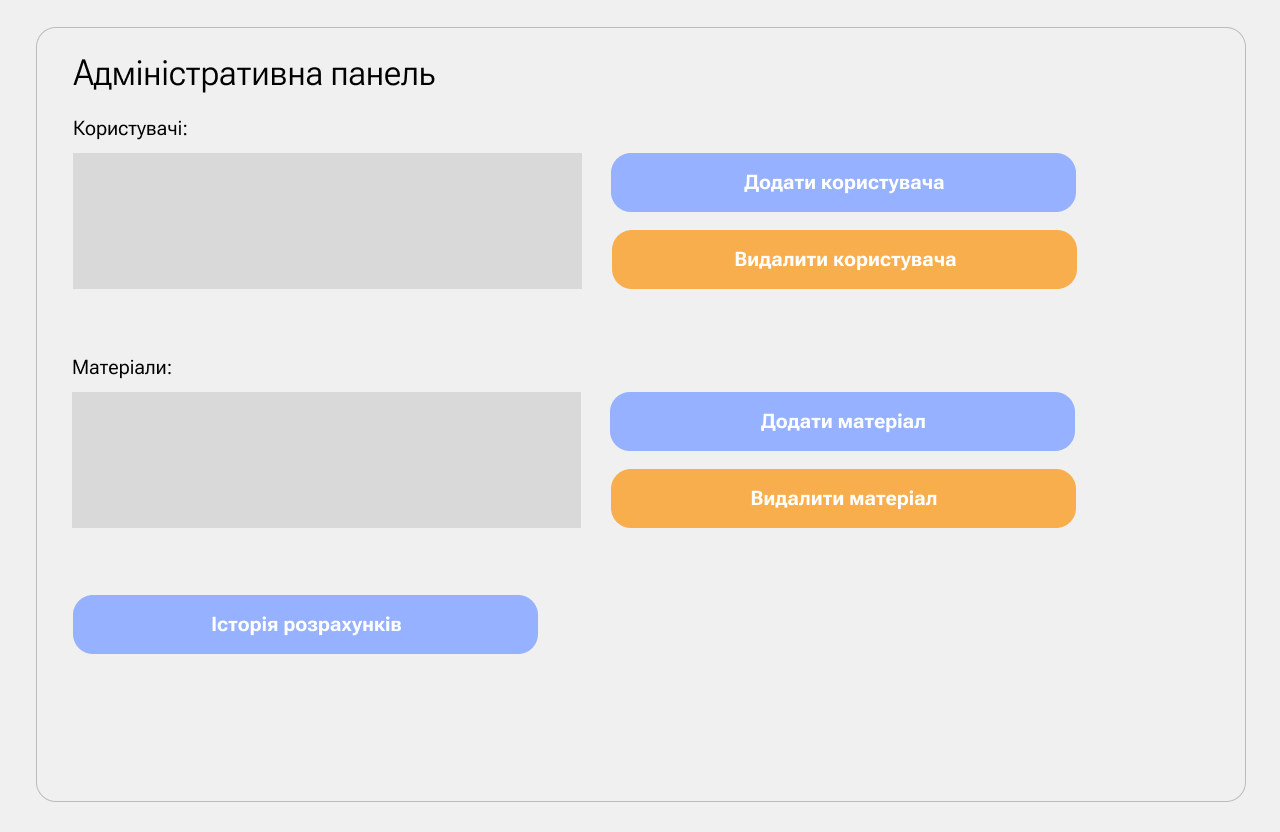 Адміністративна панель
Користувачі:
Додати користувача
Видалити користувача
Матеріали:
Додати матеріал
Видалити матеріал
Історія розрахунків